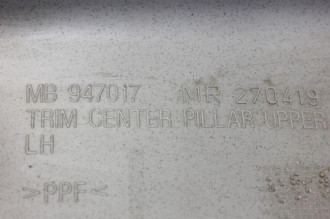 MB 947017 MR 270419
TRIM CENTER PILLAR UPPER
LH
>PPF<